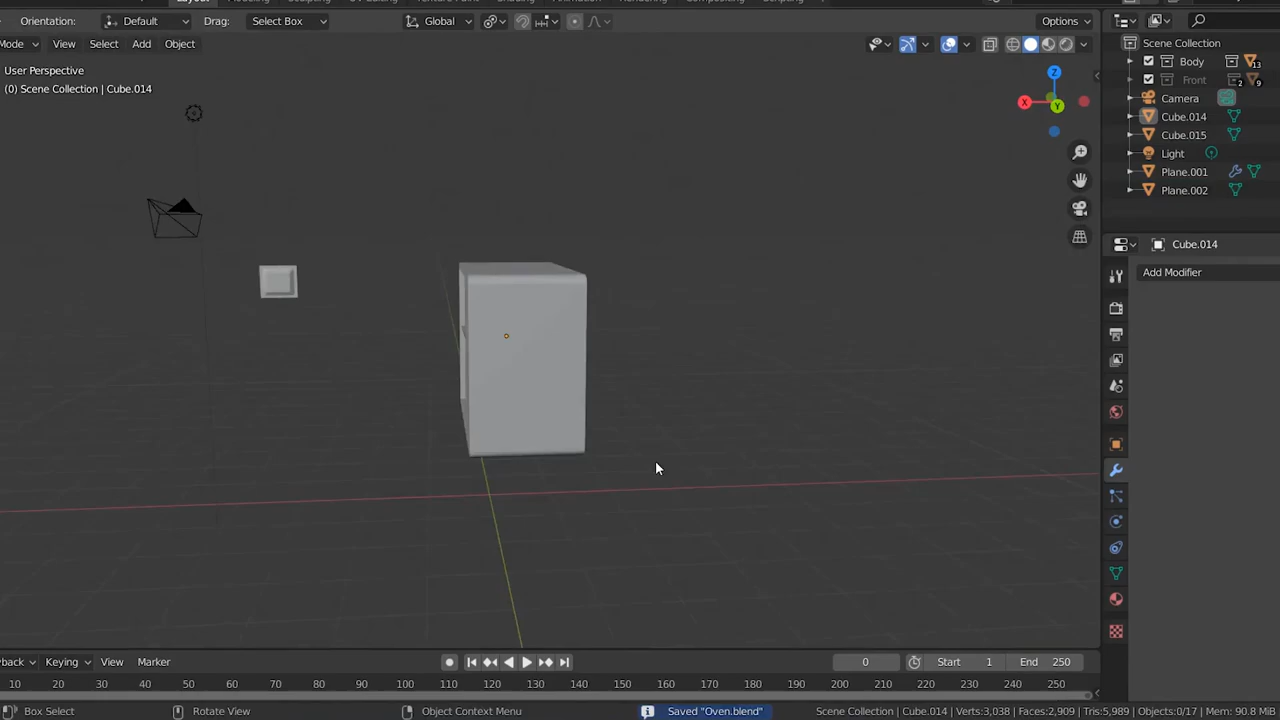 Orientation: Default Drag: Select Box Global Options
Mode View Select Add Object
User Perspective
(0) Scene Collection | Cube.014
Z
X
Y
Scene Collection
Body 13
Front 2 9
Camera
Cube.014
Cube.015
Light
Plane.001
Plane.002
Cube.014
Add Modifier
yback Keying View Marker 0 Start 1 End 250
10 20 30 40 50 60 70 80 90 100 110 120 130 140 150 160 170 180 190 200 210 220 230 240 250
Box Select Rotate View Object Context Menu Saved "Oven.blend" Scene Collection | Cube.014 | Verts:3,038 | Faces:2,909 | Tris:5,989 | Objects:0/17 | Mem: 90.8 MiB